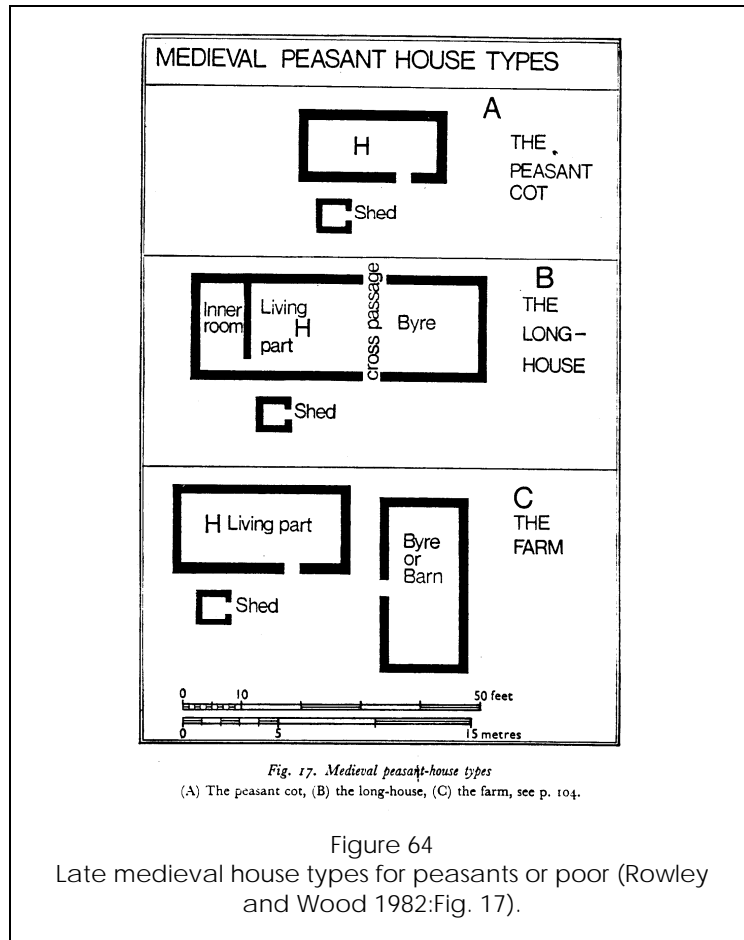 MEDIEVAL PEASANT HOUSE TYPES
A
H
THE
PEASANT
COT
Shed
B
THE
LONG-
HOUSE
Inner
room
Living
H
part
cross passage
Byre
Shed
C
THE
FARM
H Living part
Byre
or
Barn
Shed
0 10 50 feet
0 5 15 metres
Fig. 17. Medieval peasant-house types
(A) The peasant cot, (B) the long-house, (C) the farm, see p. 104.
Figure 64
Late medieval house types for peasants or poor (Rowley
and Wood 1982:Fig. 17).